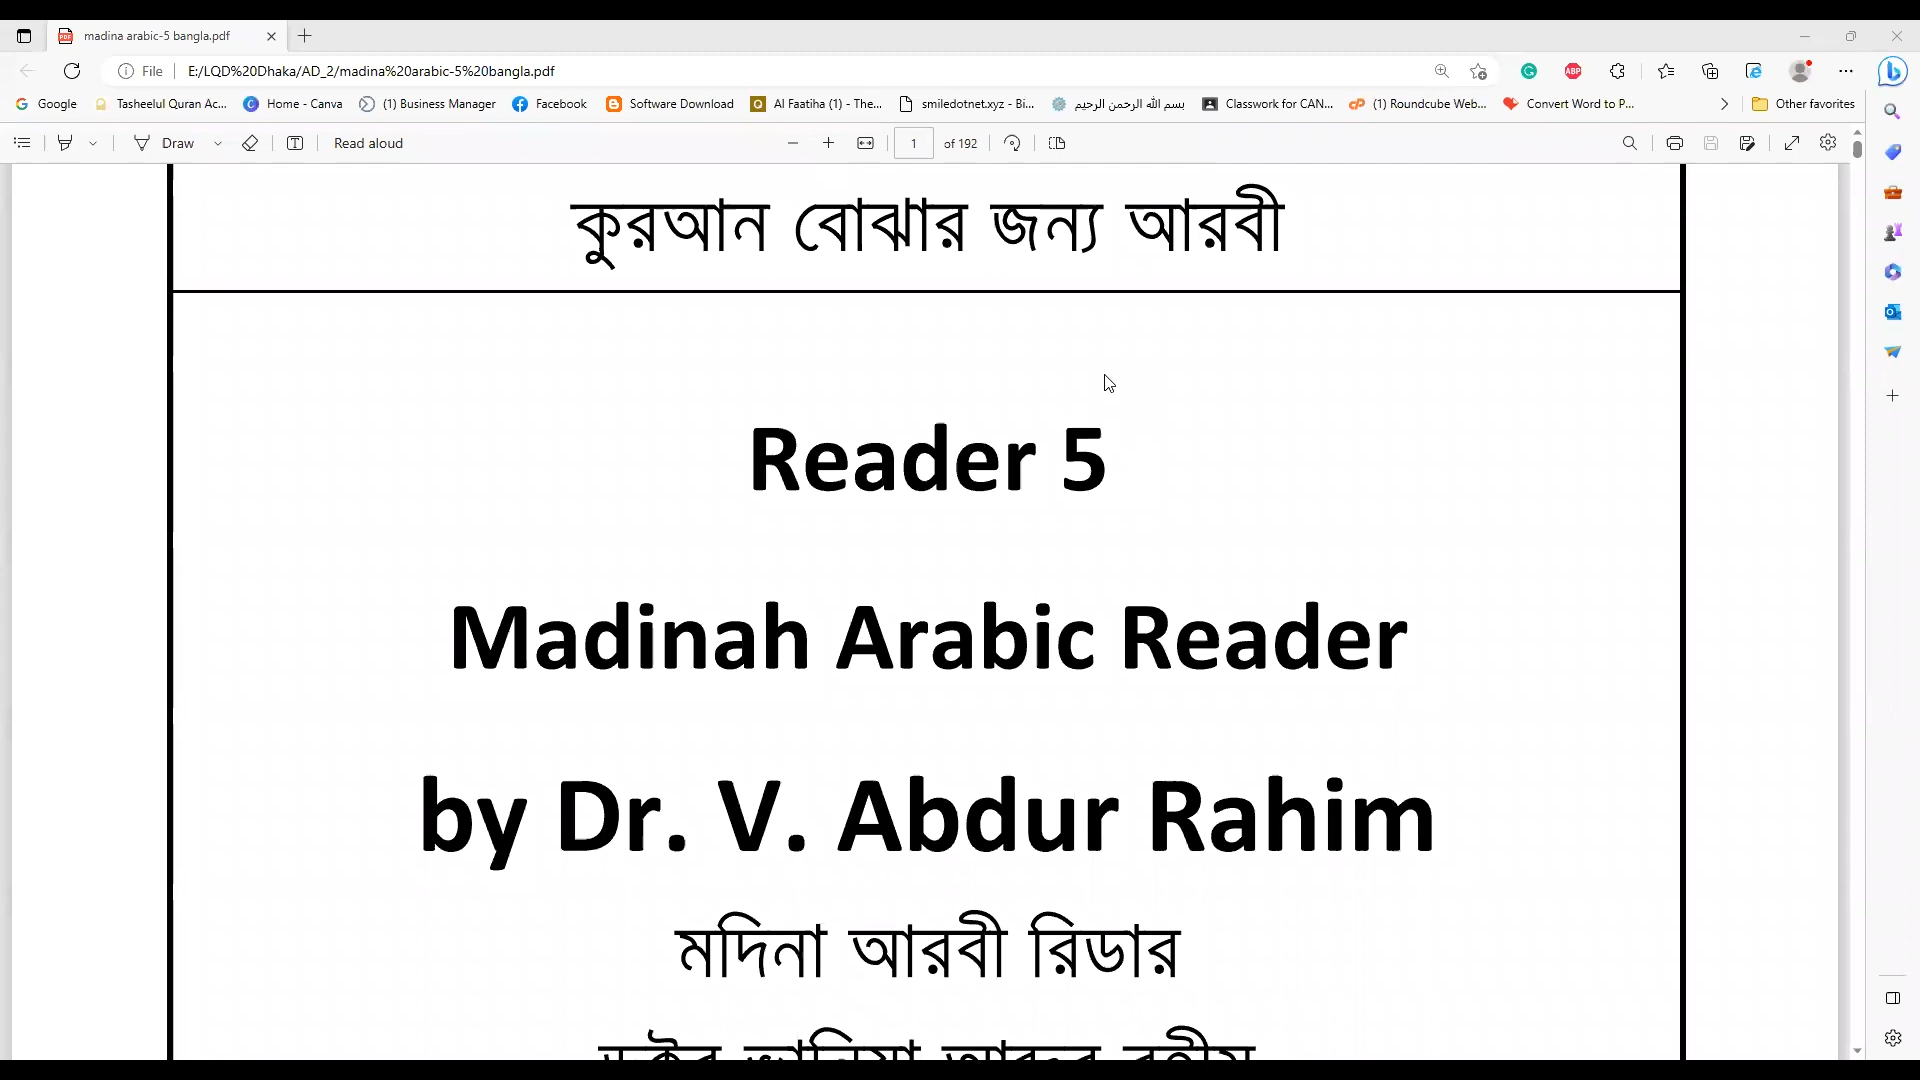 madina arabic-5 bangla.pdf
File E:/LQD%20Dhaka/AD_2/madina%20arabic-5%20bangla.pdf
ABP
Google Tasheelul Quran Ac... Home - Canva (1) Business Manager Facebook Software Download Al Faatiha (1) - The... smiledotnet.xyz - Bi... بسم الله الرحمن الرحيم Classwork for CAN... (1) Roundcube Web... Convert Word to P... Other favorites
Draw Read aloud 1 of 192
কুরআন বোঝার জন্য আরবী
Reader 5
Madinah Arabic Reader
by Dr. V. Abdur Rahim
মদিনা আরবী রিডার